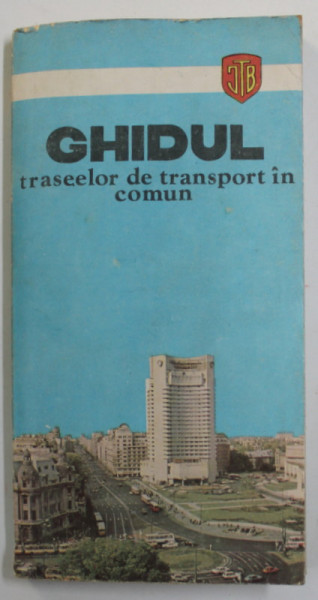 ITB
GHIDUL
traseelor de transport în
comun